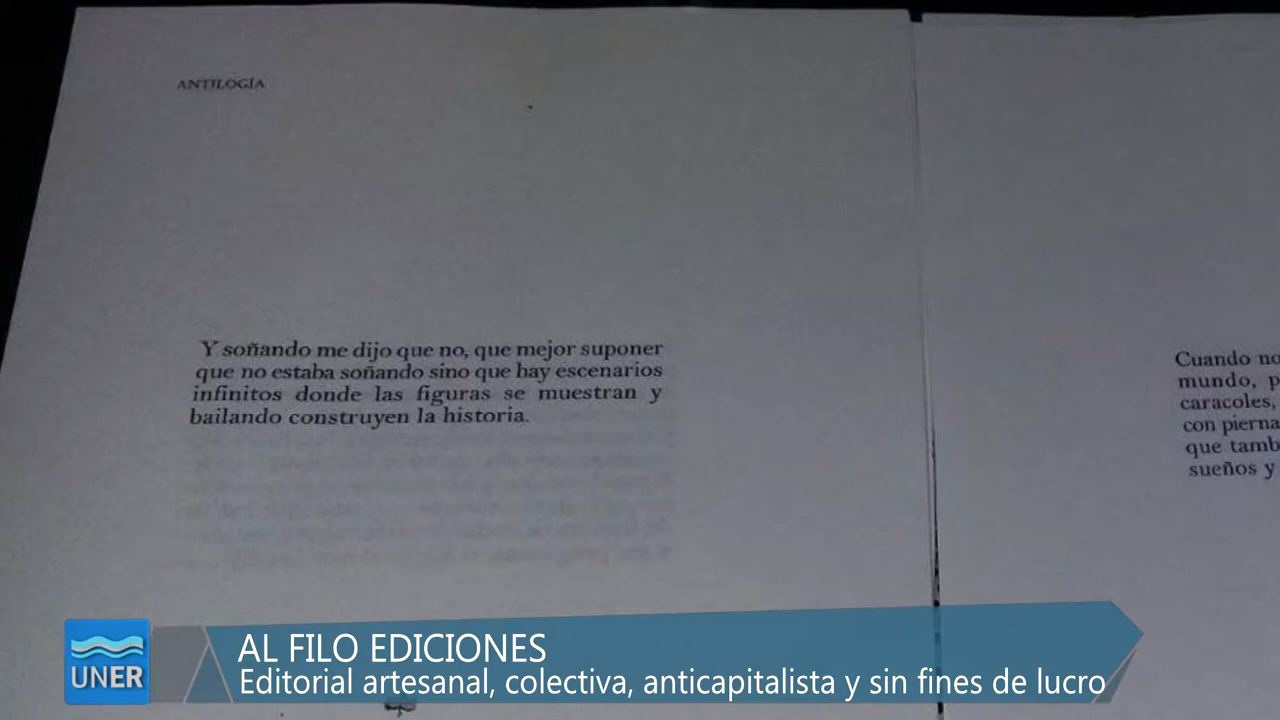 ANTILOGÍA
Y soñando me dijo que no, que mejor suponer
que no estaba soñando sino que hay escenarios
infinitos donde las figuras se muestran y
bailando construyen la historia.
Cuando no
mundo, p
caracoles,
con pierna
que tamb
sueños y
UNER
AL FILO EDICIONES
Editorial artesanal, colectiva, anticapitalista y sin fines de lucro